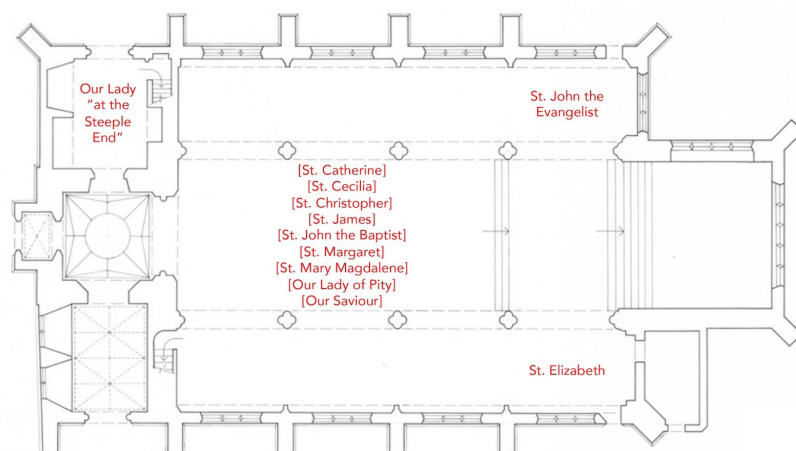 Our Lady
“at the
Steeple
End”
St. John the
Evangelist
[St. Catherine]
[St. Cecilia]
[St. Christopher]
[St. James]
[St. John the Baptist]
[St. Margaret]
[St. Mary Magdalene]
[Our Lady of Pity]
[Our Saviour]
St. Elizabeth